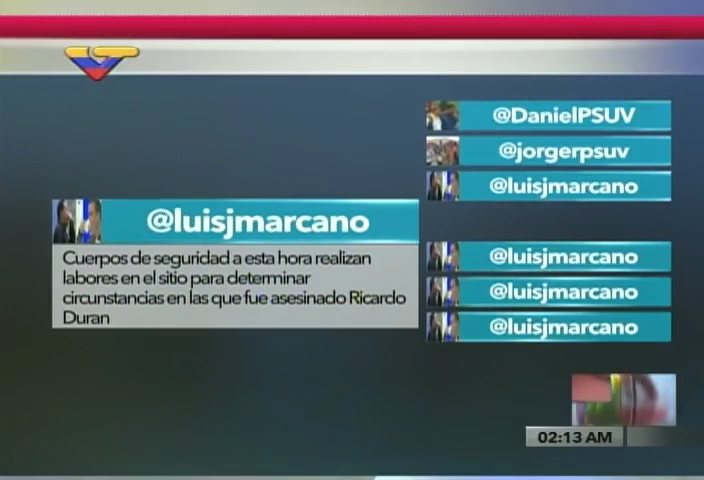 @DanielPSUV
@jorgerpsuv
@luisjmarcano
@luisjmarcano
Cuerpos de seguridad a esta hora realizan
labores en el sitio para determinar
circunstancias en las que fue asesinado Ricardo
Duran
@luisjmarcano
@luisjmarcano
@luisjmarcano
02:13 AM